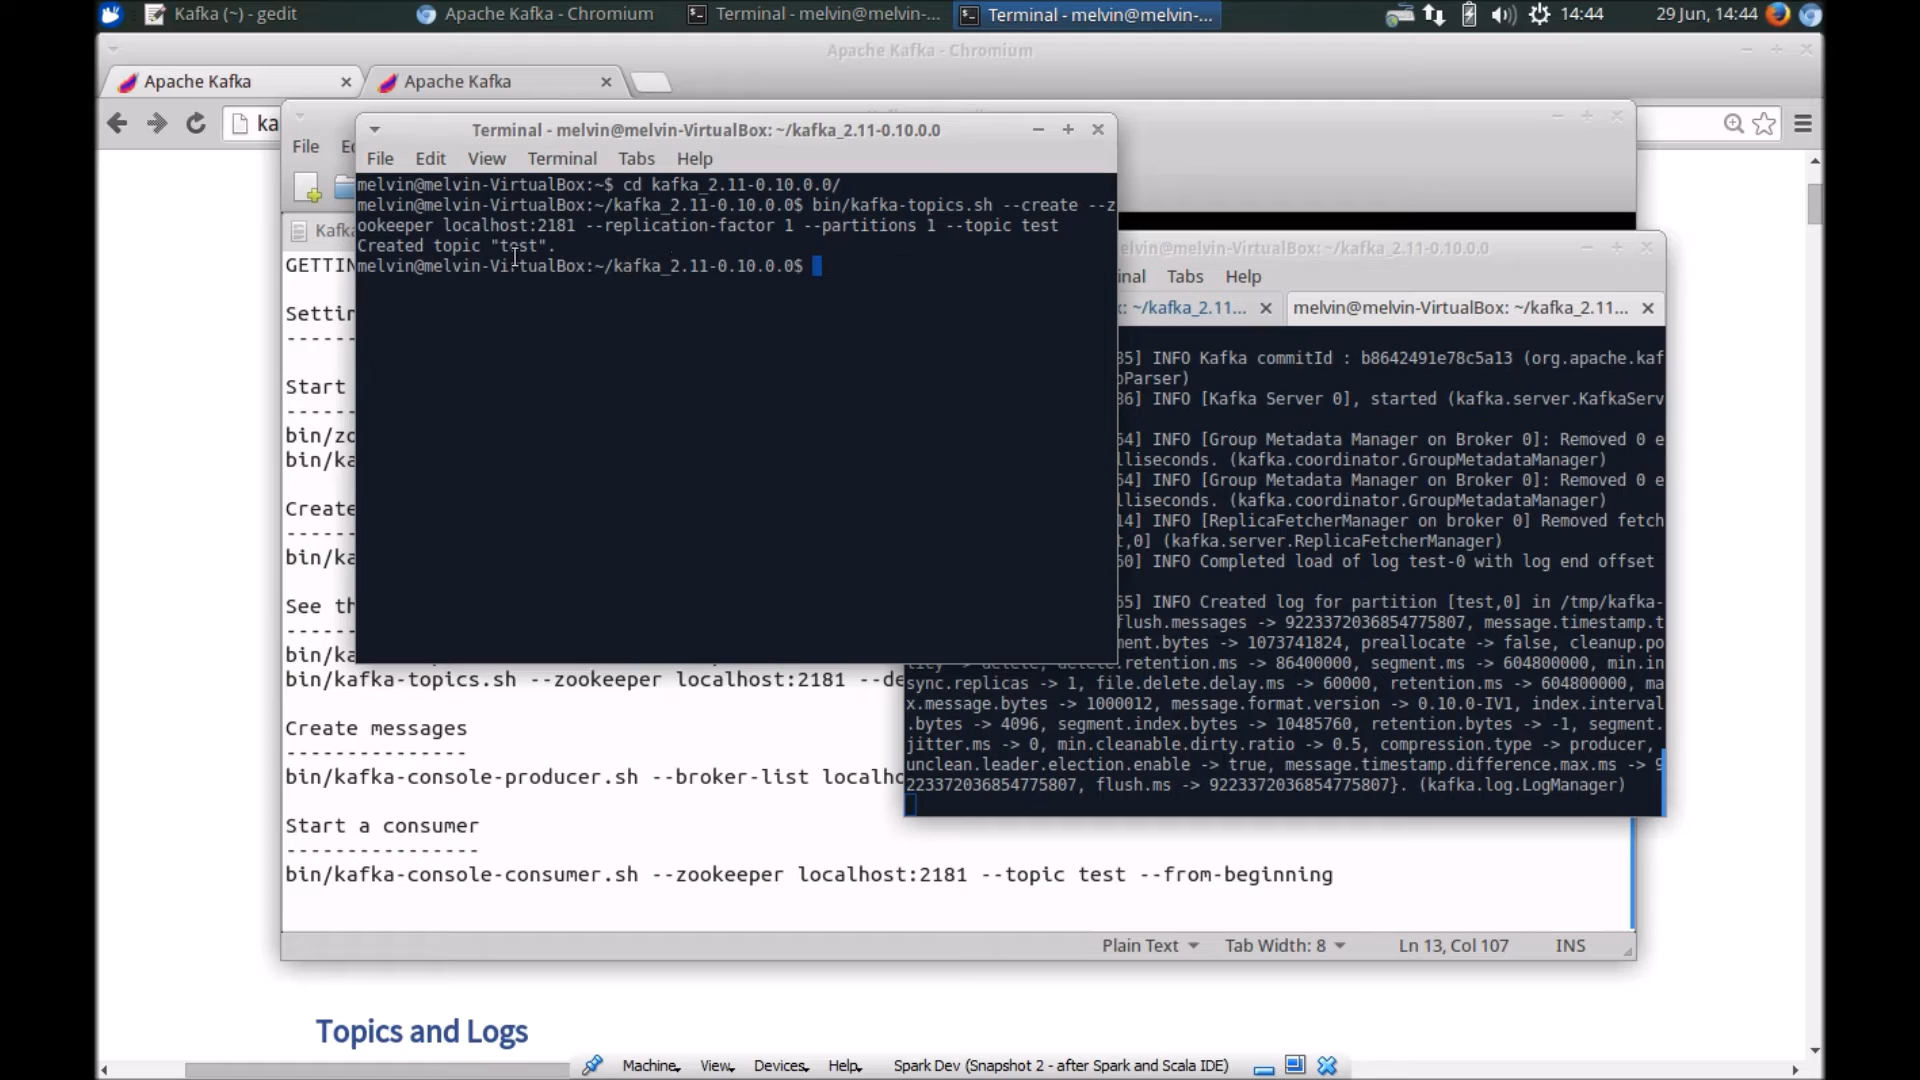 Kafka (~) - gedit
Apache Kafka - Chromium
Terminal - melvin@melvin-...
Terminal - melvin@melvin-...
14:44
29 Jun, 14:44
Apache Kafka - Chromium
Apache Kafka
Apache Kafka
ka
File
Terminal - melvin@melvin-VirtualBox: ~/kafka_2.11-0.10.0.0
File Edit View Terminal Tabs Help
melvin@melvin-VirtualBox:~$ cd kafka_2.11-0.10.0.0/
melvin@melvin-VirtualBox:~/kafka_2.11-0.10.0.0$ bin/kafka-topics.sh --create --z
ookeeper localhost:2181 --replication-factor 1 --partitions 1 --topic test
Created topic "test".
melvin@melvin-VirtualBox:~/kafka_2.11-0.10.0.0$
Kafk
GETTIN
Settin
-----
Start
-----
bin/zo
bin/ka
Create
-----
bin/ka
See th
-----
bin/ka
bin/kafka-topics.sh --zookeeper localhost:2181 --de
Create messages
---------------
bin/kafka-console-producer.sh --broker-list localho
Start a consumer
----------------
bin/kafka-console-consumer.sh --zookeeper localhost:2181 --topic test --from-beginning
elvin@melvin-VirtualBox: ~/kafka_2.11-0.10.0.0
inal Tabs Help
x: ~/kafka_2.11...
melvin@melvin-VirtualBox: ~/kafka_2.11...
35] INFO Kafka commitId : b8642491e78c5a13 (org.apache.kaf
oParser)
36] INFO [Kafka Server 0], started (kafka.server.KafkaServ
54] INFO [Group Metadata Manager on Broker 0]: Removed 0 e
lliseconds. (kafka.coordinator.GroupMetadataManager)
54] INFO [Group Metadata Manager on Broker 0]: Removed 0 e
lliseconds. (kafka.coordinator.GroupMetadataManager)
14] INFO [ReplicaFetcherManager on broker 0] Removed fetch
t,0] (kafka.server.ReplicaFetcherManager)
60] INFO Completed load of log test-0 with log end offset
65] INFO Created log for partition [test,0] in /tmp/kafka-
flush.messages -> 9223372036854775807, message.timestamp.t
ment.bytes -> 1073741824, preallocate -> false, cleanup.po
licy -> delete, delete.retention.ms -> 86400000, segment.ms -> 604800000, min.in
sync.replicas -> 1, file.delete.delay.ms -> 60000, retention.ms -> 604800000, ma
x.message.bytes -> 1000012, message.format.version -> 0.10.0-IV1, index.interval
.bytes -> 4096, segment.index.bytes -> 10485760, retention.bytes -> -1, segment.
jitter.ms -> 0, min.cleanable.dirty.ratio -> 0.5, compression.type -> producer,
unclean.leader.election.enable -> true, message.timestamp.difference.max.ms -> 9
223372036854775807, flush.ms -> 9223372036854775807}. (kafka.log.LogManager)
Plain Text Tab Width: 8 Ln 13, Col 107 INS
Topics and Logs
Machine View Devices Help Spark Dev (Snapshot 2 - after Spark and Scala IDE)